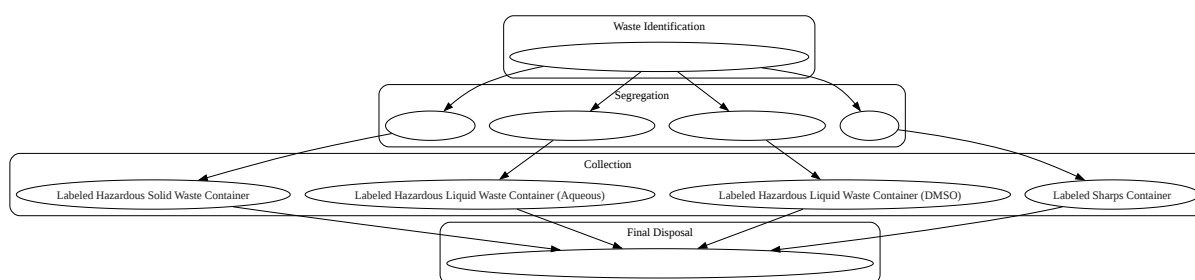 Waste Identification
Segregation
Collection
Labeled Hazardous Solid Waste Container
Labeled Hazardous Liquid Waste Container (Aqueous)
Labeled Hazardous Liquid Waste Container (DMSO)
Labeled Sharps Container
Final Disposal